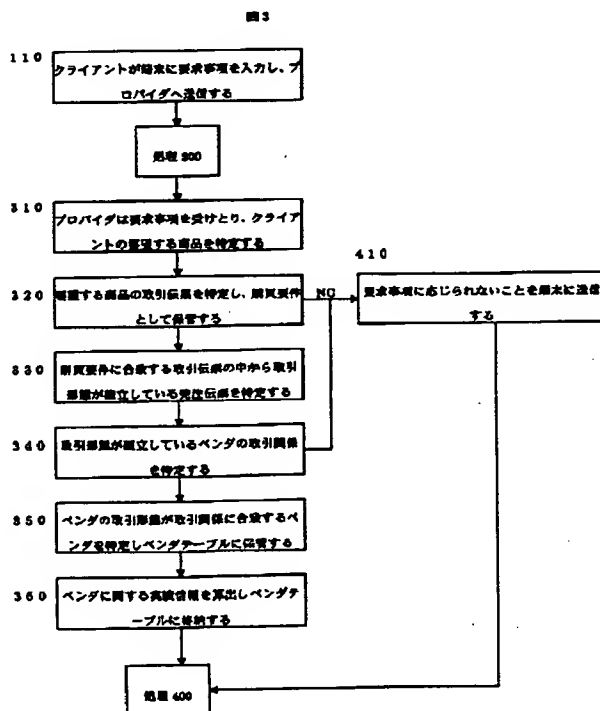 図3
110
クライアントが端末に要求事項を入力し、プ
ロバイダへ送信する
処理300
310
プロバイダは要求事項を受けとり、クライア
ントの要望する商品を特定する
320
要望する商品の取引伝票を特定し、購買要件
として保管する
NG
410
要求事項に応じられないことを端末に送信
する
330
購買要件に合致する取引伝票の中から取引
形態が成立している発注伝票を特定する
340
取引形態が成立しているベンダの取引関係
を特定する
350
ベンダの取引形態が取引関係に合致するベ
ンダを特定しベンダテーブルに保管する
360
ベンダに関する実績情報を算出しベンダテ
ーブルに格納する
処理400